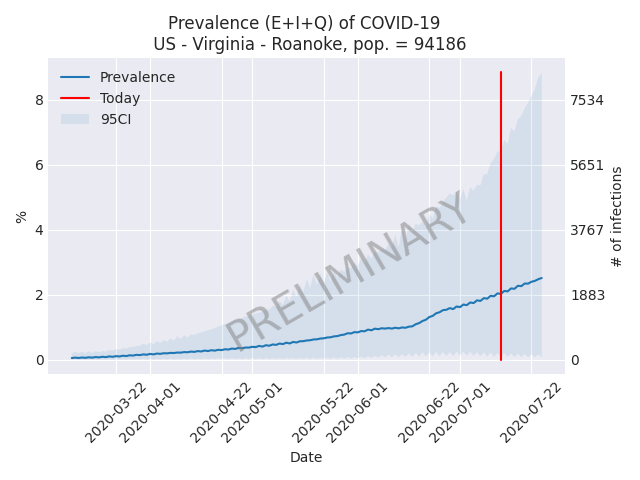 Prevalence (E+I+Q) of COVID-19
US - Virginia - Roanoke, pop. = 94186
Prevalence
Today
95CI
8
6
4
2
0
%
7534
5651
3767
1883
0
# of infections
PRELIMINARY
2020-03-22
2020-04-01
2020-04-22
2020-05-01
2020-05-22
2020-06-01
2020-06-22
2020-07-01
2020-07-22
Date